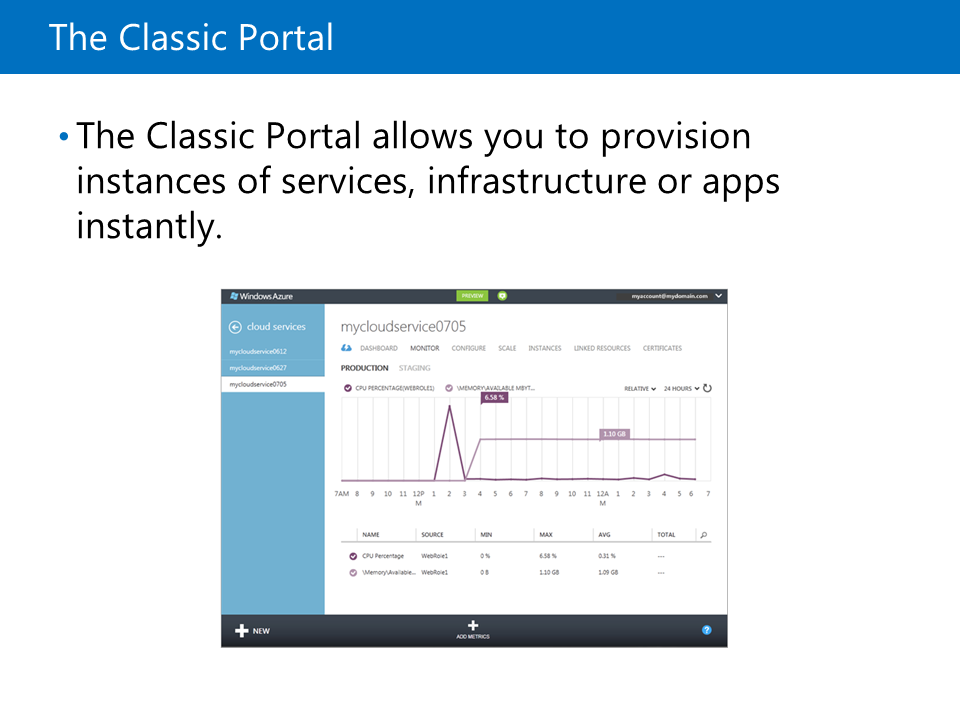 The Classic Portal
• The Classic Portal allows you to provision
instances of services, infrastructure or apps
instantly.
Windows Azure
PREVIEW
myaccount@mydomain.com
cloud services
mycloudservice0612
mycloudservice0627
mycloudservice0705
mycloudservice0705
DASHBOARD MONITOR CONFIGURE SCALE INSTANCES LINKED RESOURCES CERTIFICATES
PRODUCTION STAGING
CPU PERCENTAGE(WEBROLE1) \MEMORY\AVAILABLE MBYT... RELATIVE 24 HOURS
6.58 %
1.10 GB
7AM 8 9 10 11 12P 1 2 3 4 5 6 7 8 9 10 11 12A 1 2 3 4 5 6 7
M M
NAME SOURCE MIN MAX AVG TOTAL
CPU Percentage WebRole1 0 % 6.58 % 0.31 % ---
\Memory\Available... WebRole1 0 B 1.10 GB 1.09 GB ---
NEW
ADD METRICS
?